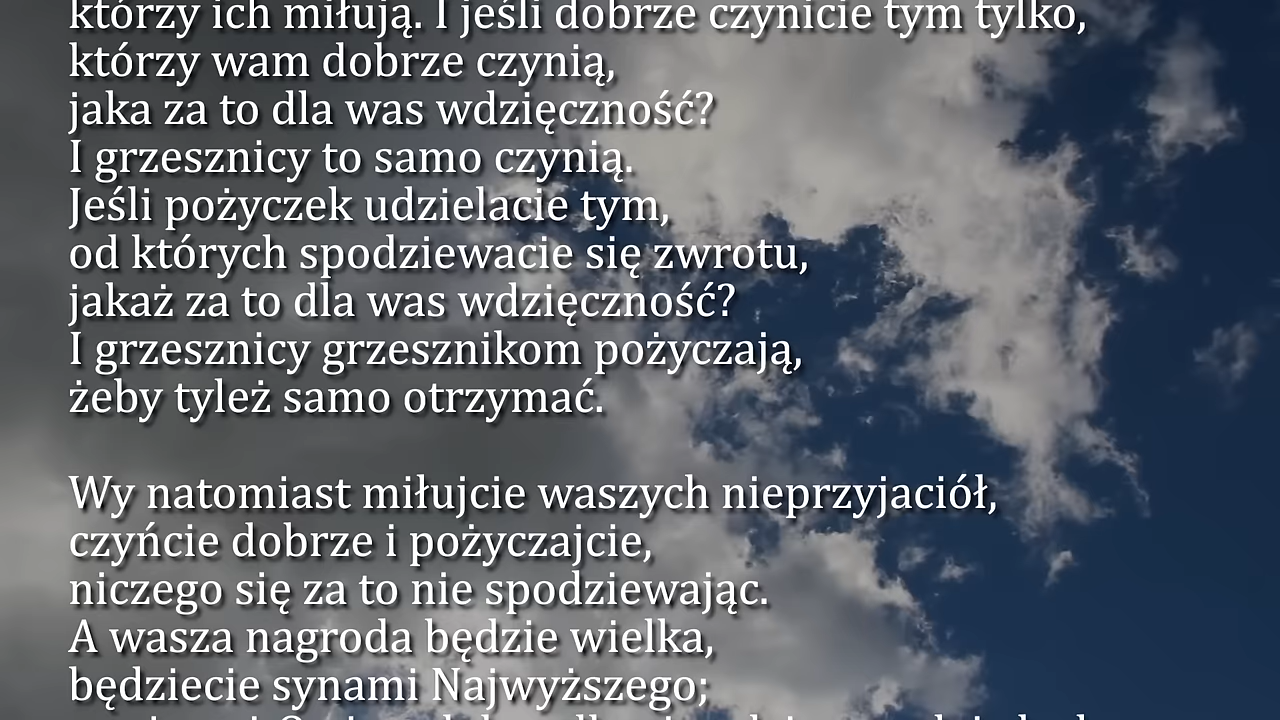 którzy ich miłują. I jeśli dobrze czynicie tym tylko,
którzy wam dobrze czynią,
jaka za to dla was wdzięczność?
I grzesznicy to samo czynią.
Jeśli pożyczek udzielacie tym,
od których spodziewacie się zwrotu,
jakaż za to dla was wdzięczność?
I grzesznicy grzesznikom pożyczają,
żeby tyleż samo otrzymać.

Wy natomiast miłujcie waszych nieprzyjaciół,
czyńcie dobrze i pożyczajcie,
niczego się za to nie spodziewając.
A wasza nagroda będzie wielka,
będziecie synami Najwyższego;